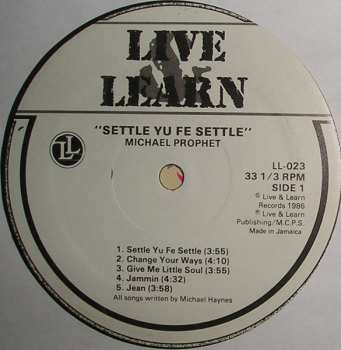 LIVE
LEARN
"SETTLE YU FE SETTLE"
MICHAEL PROPHET
LL
LL-023
33 1/3 RPM
SIDE 1
© Live & Learn
Records 1986
℗ Live & Learn
Publishing/M.C.P.S.
Made in Jamaica
1. Settle Yu Fe Settle (3:55)
2. Change Your Ways (4:10)
3. Give Me Little Soul (3:55)
4. Jammin (4:32)
5. Jean (3:58)
All songs written by Michael Haynes